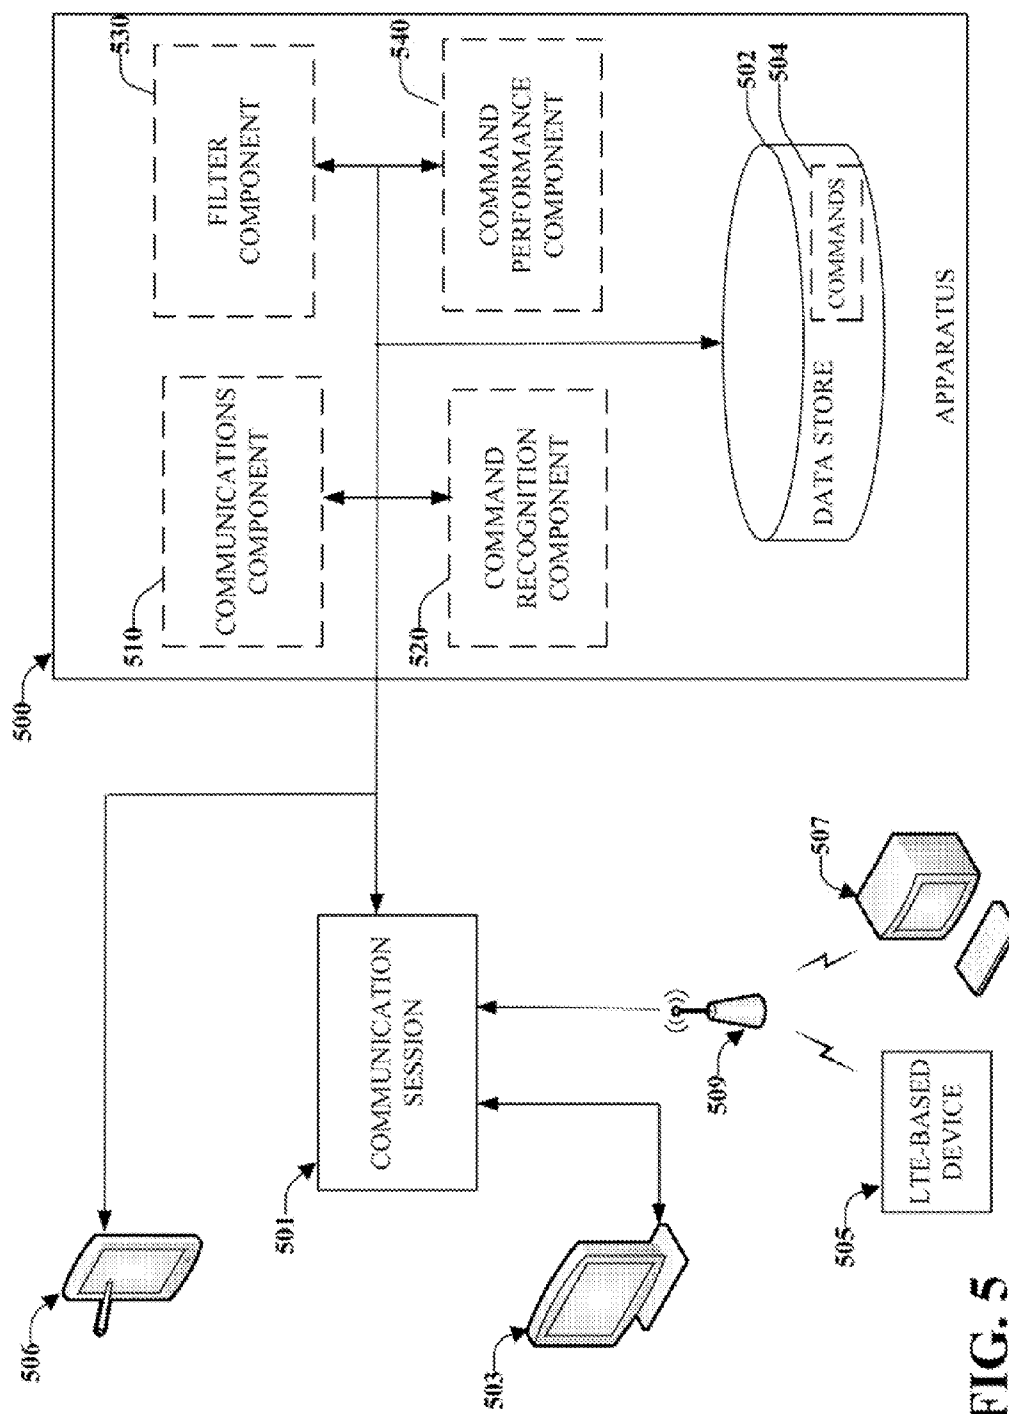 500
510
COMMUNICATIONS
COMPONENT
530
FILTER
COMPONENT
520
COMMAND
RECOGNITION
COMPONENT
540
COMMAND
PERFORMANCE
COMPONENT
502
504
DATA STORE
COMMANDS
APPARATUS
506
501
COMMUNICATION
SESSION
503
509
507
505
LTE-BASED
DEVICE
FIG. 5